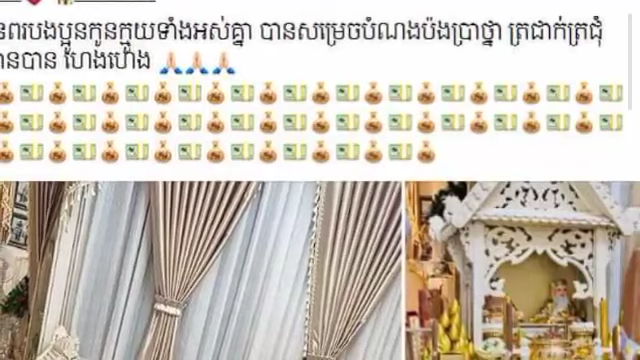 ពរបងប្អូនកូនក្មួយទាំងអស់គ្នា បានសម្រេចបំណងប៉ងប្រាថ្នា ត្រជាក់ត្រជុំ
មានបាន ហេងហេង